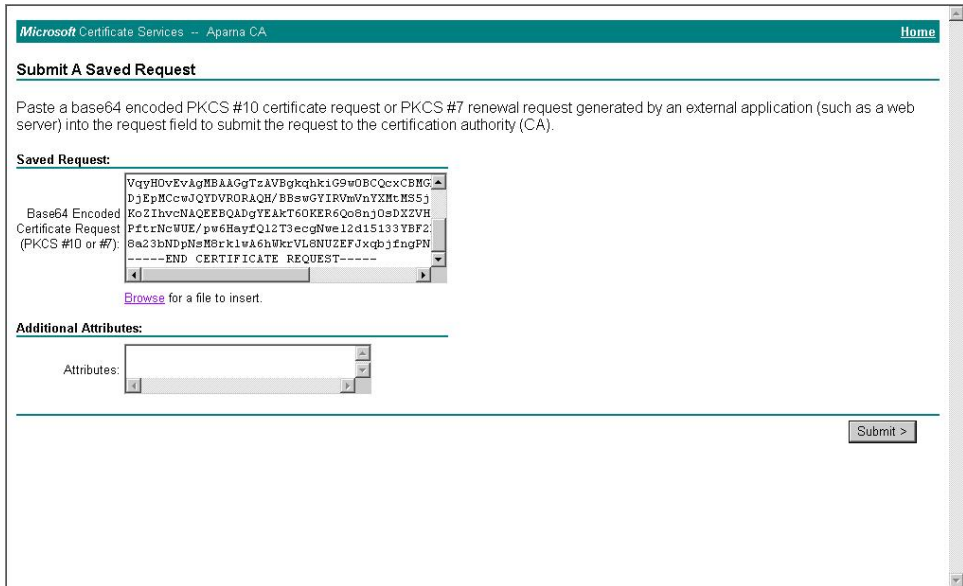 Microsoft Certificate Services -- Aparna CA
Home
Submit A Saved Request
Paste a base64 encoded PKCS #10 certificate request or PKCS #7 renewal request generated by an external application (such as a web
server) into the request field to submit the request to the certification authority (CA).
Saved Request:
VqyHOvEvAgMBAAGgTzAVBgkqhkiG9w0BCQcxCBMG
DjEpMCcwJQYDVR0RAQH/BBswGYIRVmVnYXMtMS5j
KoZIhvcNAQEEBQADgYEAkT6OKER6Qo8njOsDXZVH
PftrNcWUE/pw6HayfQl2T3ecgNwel2d15133YBF2
8a23bNDpNsM8rklwA6hWkrVL8NUZEFJxqbjfngPN
-----END CERTIFICATE REQUEST-----
Base64 Encoded
Certificate Request
(PKCS #10 or #7):
Browse for a file to insert.
Additional Attributes:
Attributes:
Submit >